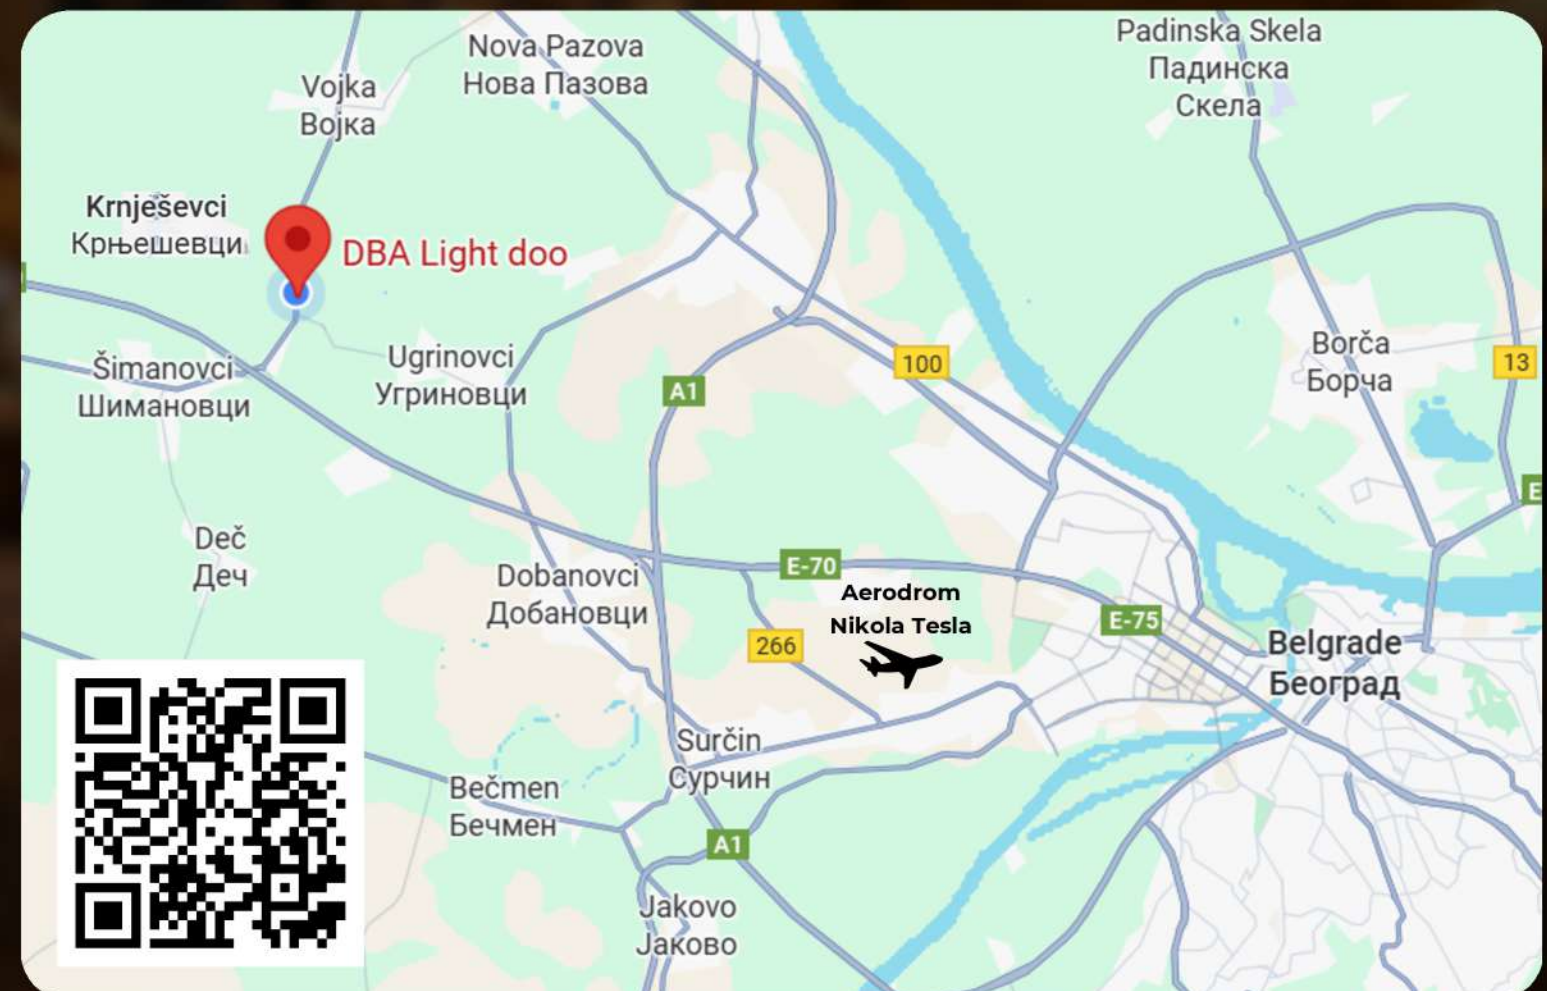 Padinska Skela
Падинска
Скела
Nova Pazova
Нова Пазова
Vojka
Војка
Krnješevci
Крњешевци
DBA Light doo
Ugrinovci
Угриновци
Šimanovci
Шимановци
100
Borča
Борча
13
A1
E
Deč
Деч
Dobanovci
Добановци
E-70
Aerodrom
Nikola Tesla
266
E-75
Belgrade
Београд
Surčin
Сурчин
Bečmen
Бечмен
A1
Jakovo
Јаково